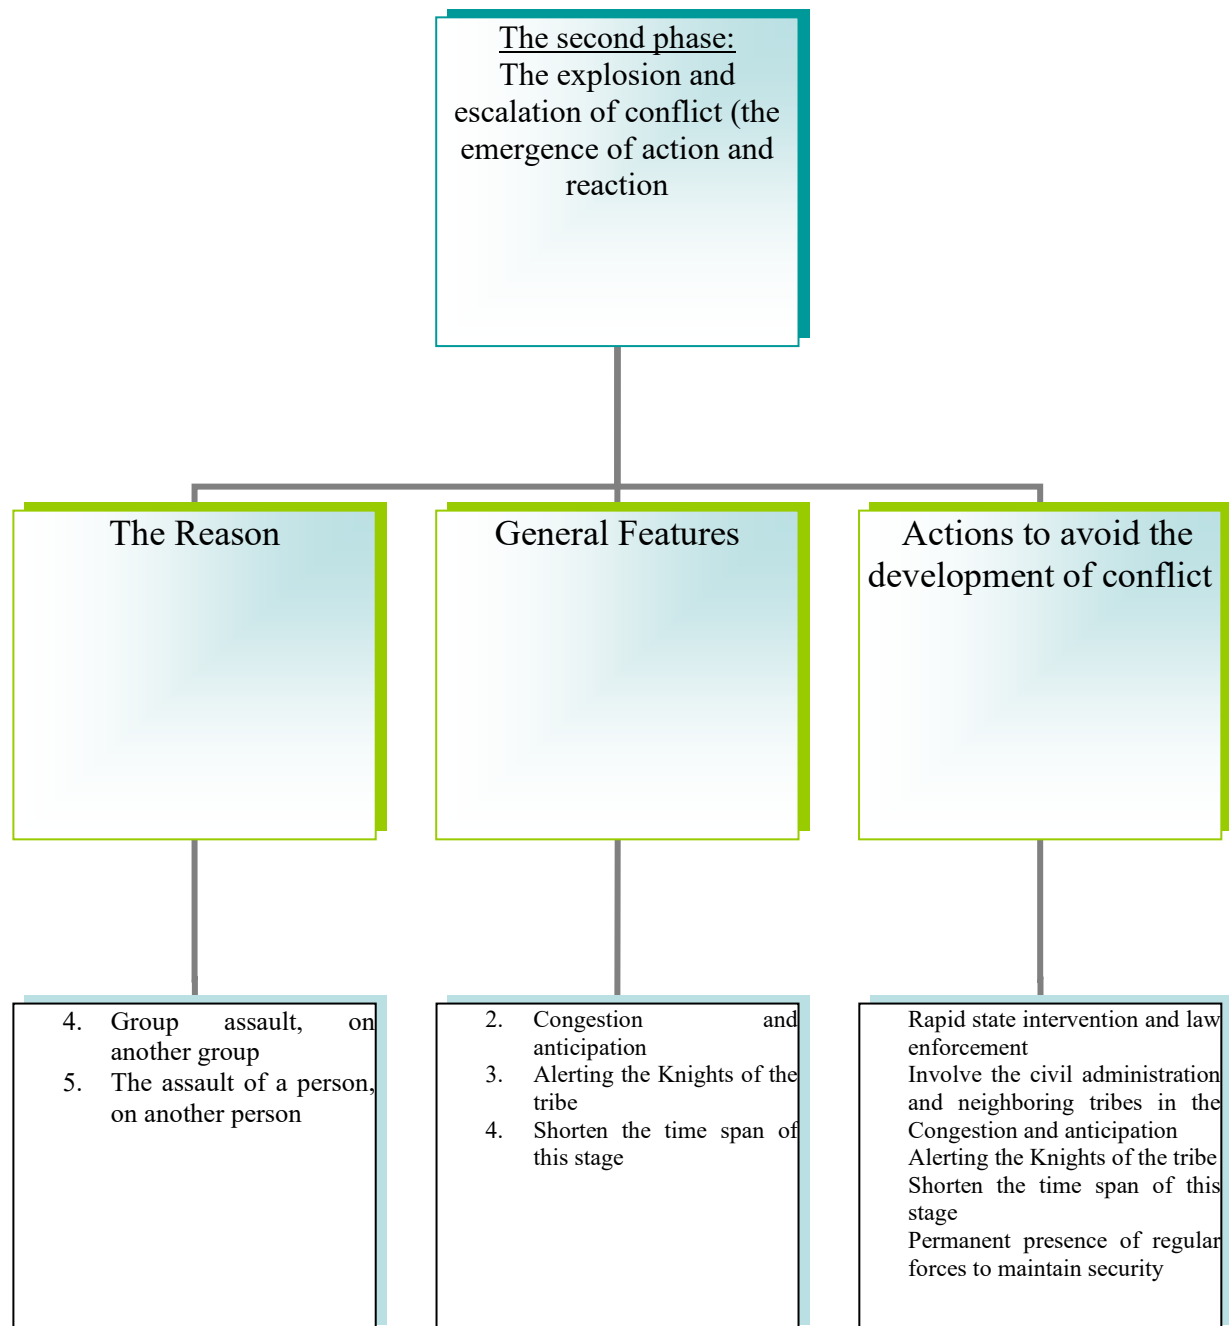 The second phase:
The explosion and
escalation of conflict (the
emergence of action and
reaction
The Reason
General Features
Actions to avoid the
development of conflict
4. Group assault, on
another group
5. The assault of a person,
on another person
2. Congestion and
anticipation
3. Alerting the Knights of the
tribe
4. Shorten the time span of
this stage
Rapid state intervention and law
enforcement
Involve the civil administration
and neighboring tribes in the
Congestion and anticipation
Alerting the Knights of the tribe
Shorten the time span of this
stage
Permanent presence of regular
forces to maintain security